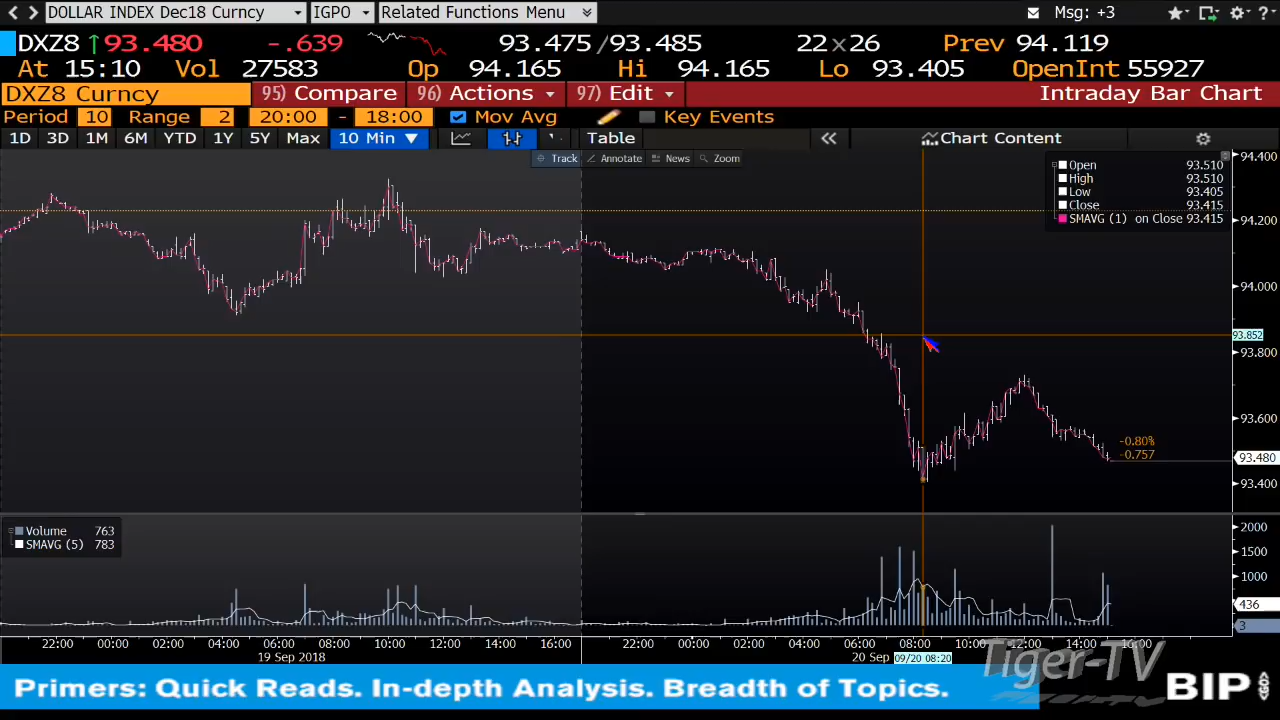 DOLLAR INDEX Dec18 Curncy IGPO Related Functions Menu Msg: +3
DXZ8 ↑93.480 -.639 93.475/93.485 22x26 Prev 94.119
At 15:10 Vol 27583 Op 94.165 Hi 94.165 Lo 93.405 OpenInt 55927
DXZ8 Curncy 95) Compare 96) Actions 97) Edit Intraday Bar Chart
Period 10 Range 2 20:00 - 18:00 Mov Avg Key Events
1D 3D 1M 6M YTD 1Y 5Y Max 10 Min ▼ Table « Chart Content
Track Annotate News Zoom
94.400
Open 93.510
High 93.510
Low 93.405
Close 93.415
SMAVG (1) on Close 93.415
94.200
94.000
93.852
93.800
93.600
-0.80%
-0.757
93.480
93.400
Volume 763
SMAVG (5) 783
2000
1500
1000
436
3
22:00 00:00 02:00 04:00 06:00 08:00 10:00 12:00 14:00 16:00 22:00 00:00 02:00 04:00 06:00 08:00 10:00 12:00 14:00 16:00
19 Sep 2018 20 Sep 09/20 08:20
Tiger-TV
Primers: Quick Reads. In-depth Analysis. Breadth of Topics.
BIP